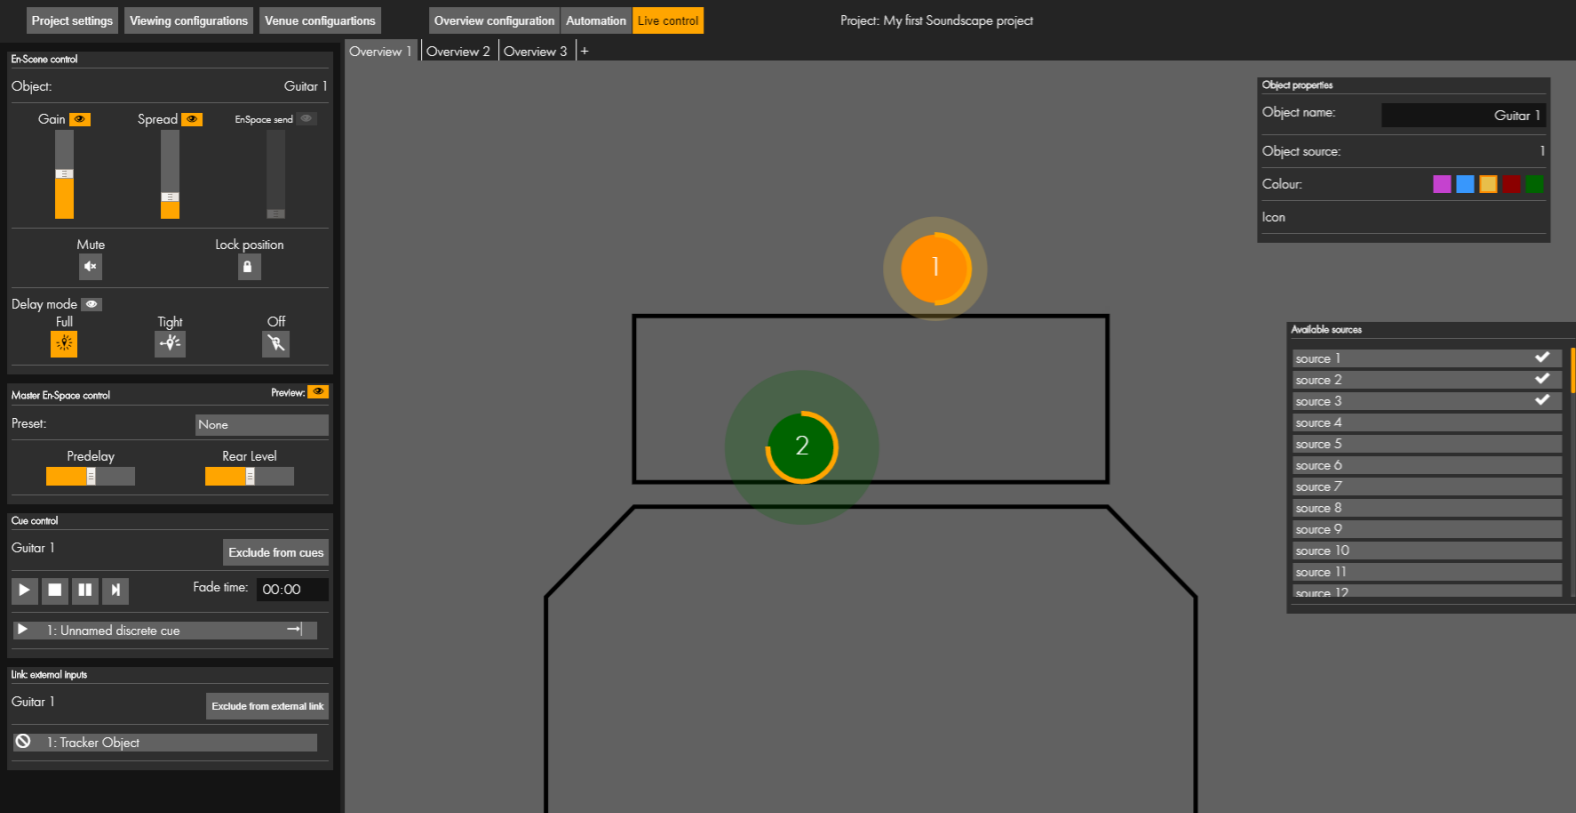 Project settings
Viewing configurations
Venue configuartions
Overview configuration
Automation
Live control
Project: My first Soundscape project
Overview 1
Overview 2
Overview 3
+
En-Scene control
Object:
Guitar 1
Gain
Spread
EnSpace send
Mute
Lock position
Delay mode
Full
Tight
Off
Master En-Space control
Preview:
Preset:
None
Predelay
Rear Level
Cue control
Guitar 1
Exclude from cues
Fade time:
00:00
1: Unnamed discrete cue
Link: external inputs
Guitar 1
Exclude from external link
1: Tracker Object
1
2
Object properties
Object name:
Guitar 1
Object source:
1
Colour:
Icon
Available sources
source 1
source 2
source 3
source 4
source 5
source 6
source 7
source 8
source 9
source 10
source 11
source 12